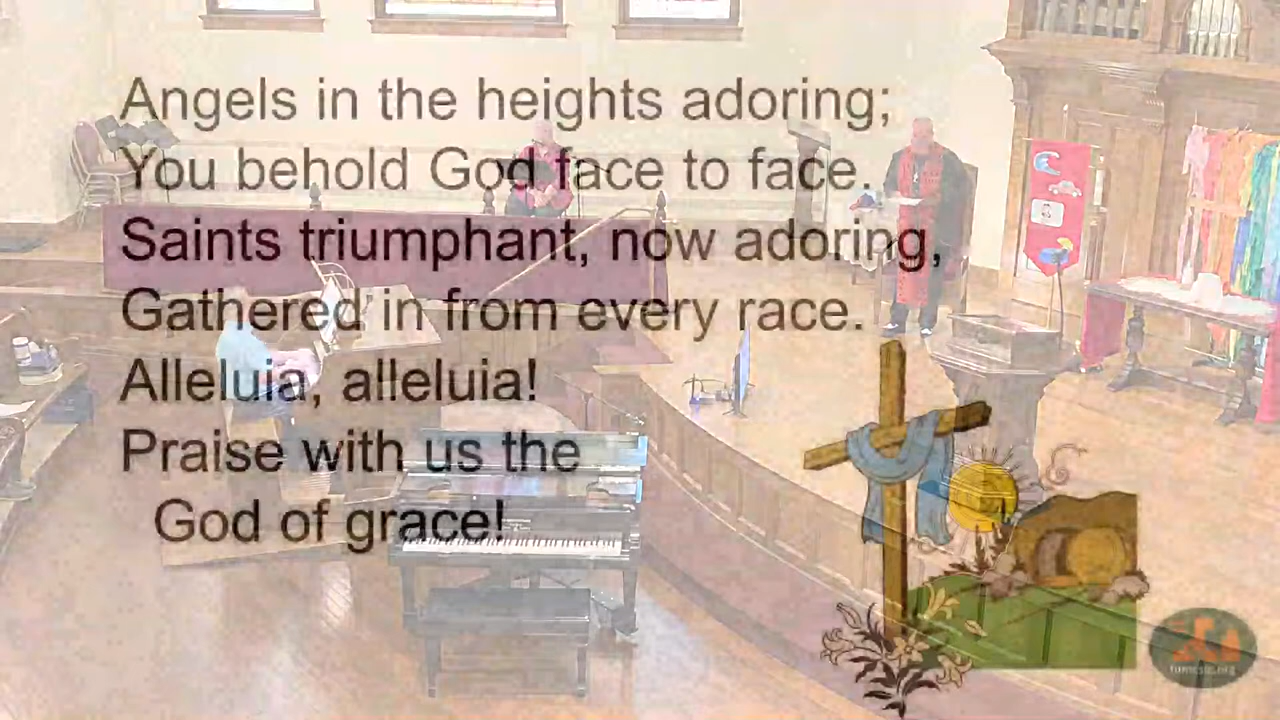 Angels in the heights adoring;
You behold God face to face.
Saints triumphant, now adoring,
Gathered in from every race.
Alleluia, alleluia!
Praise with us the
God of grace!